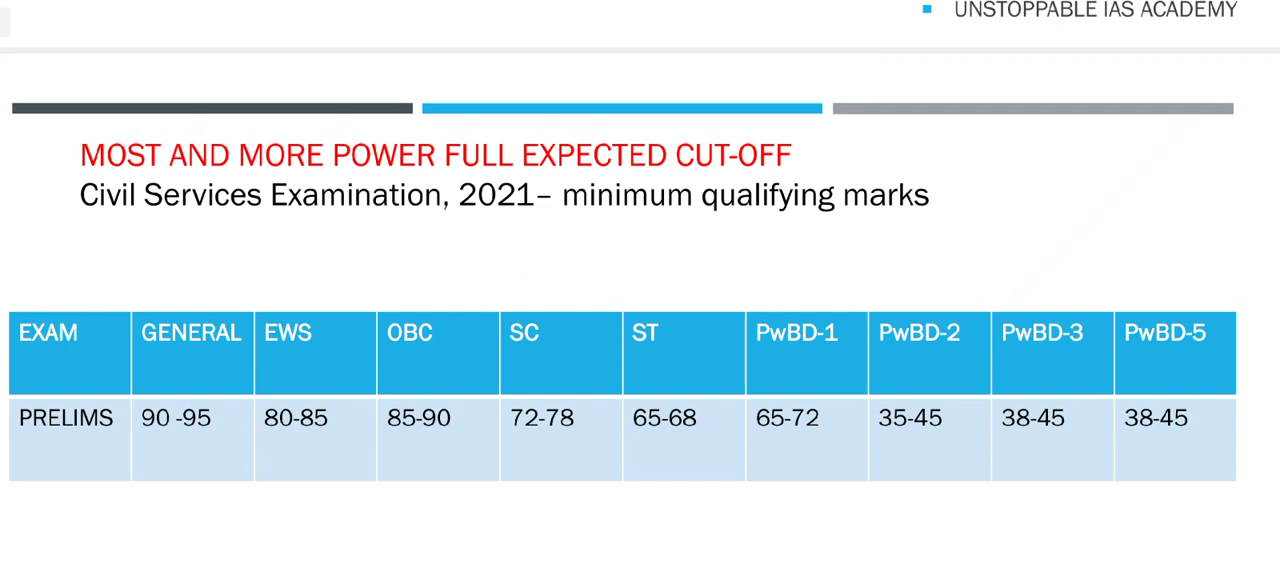 UNSTOPPABLE IAS ACADEMY
MOST AND MORE POWER FULL EXPECTED CUT-OFF
Civil Services Examination, 2021– minimum qualifying marks
EXAM GENERAL EWS OBC SC ST PwBD-1 PwBD-2 PwBD-3 PwBD-5
PRELIMS 90 -95 80-85 85-90 72-78 65-68 65-72 35-45 38-45 38-45